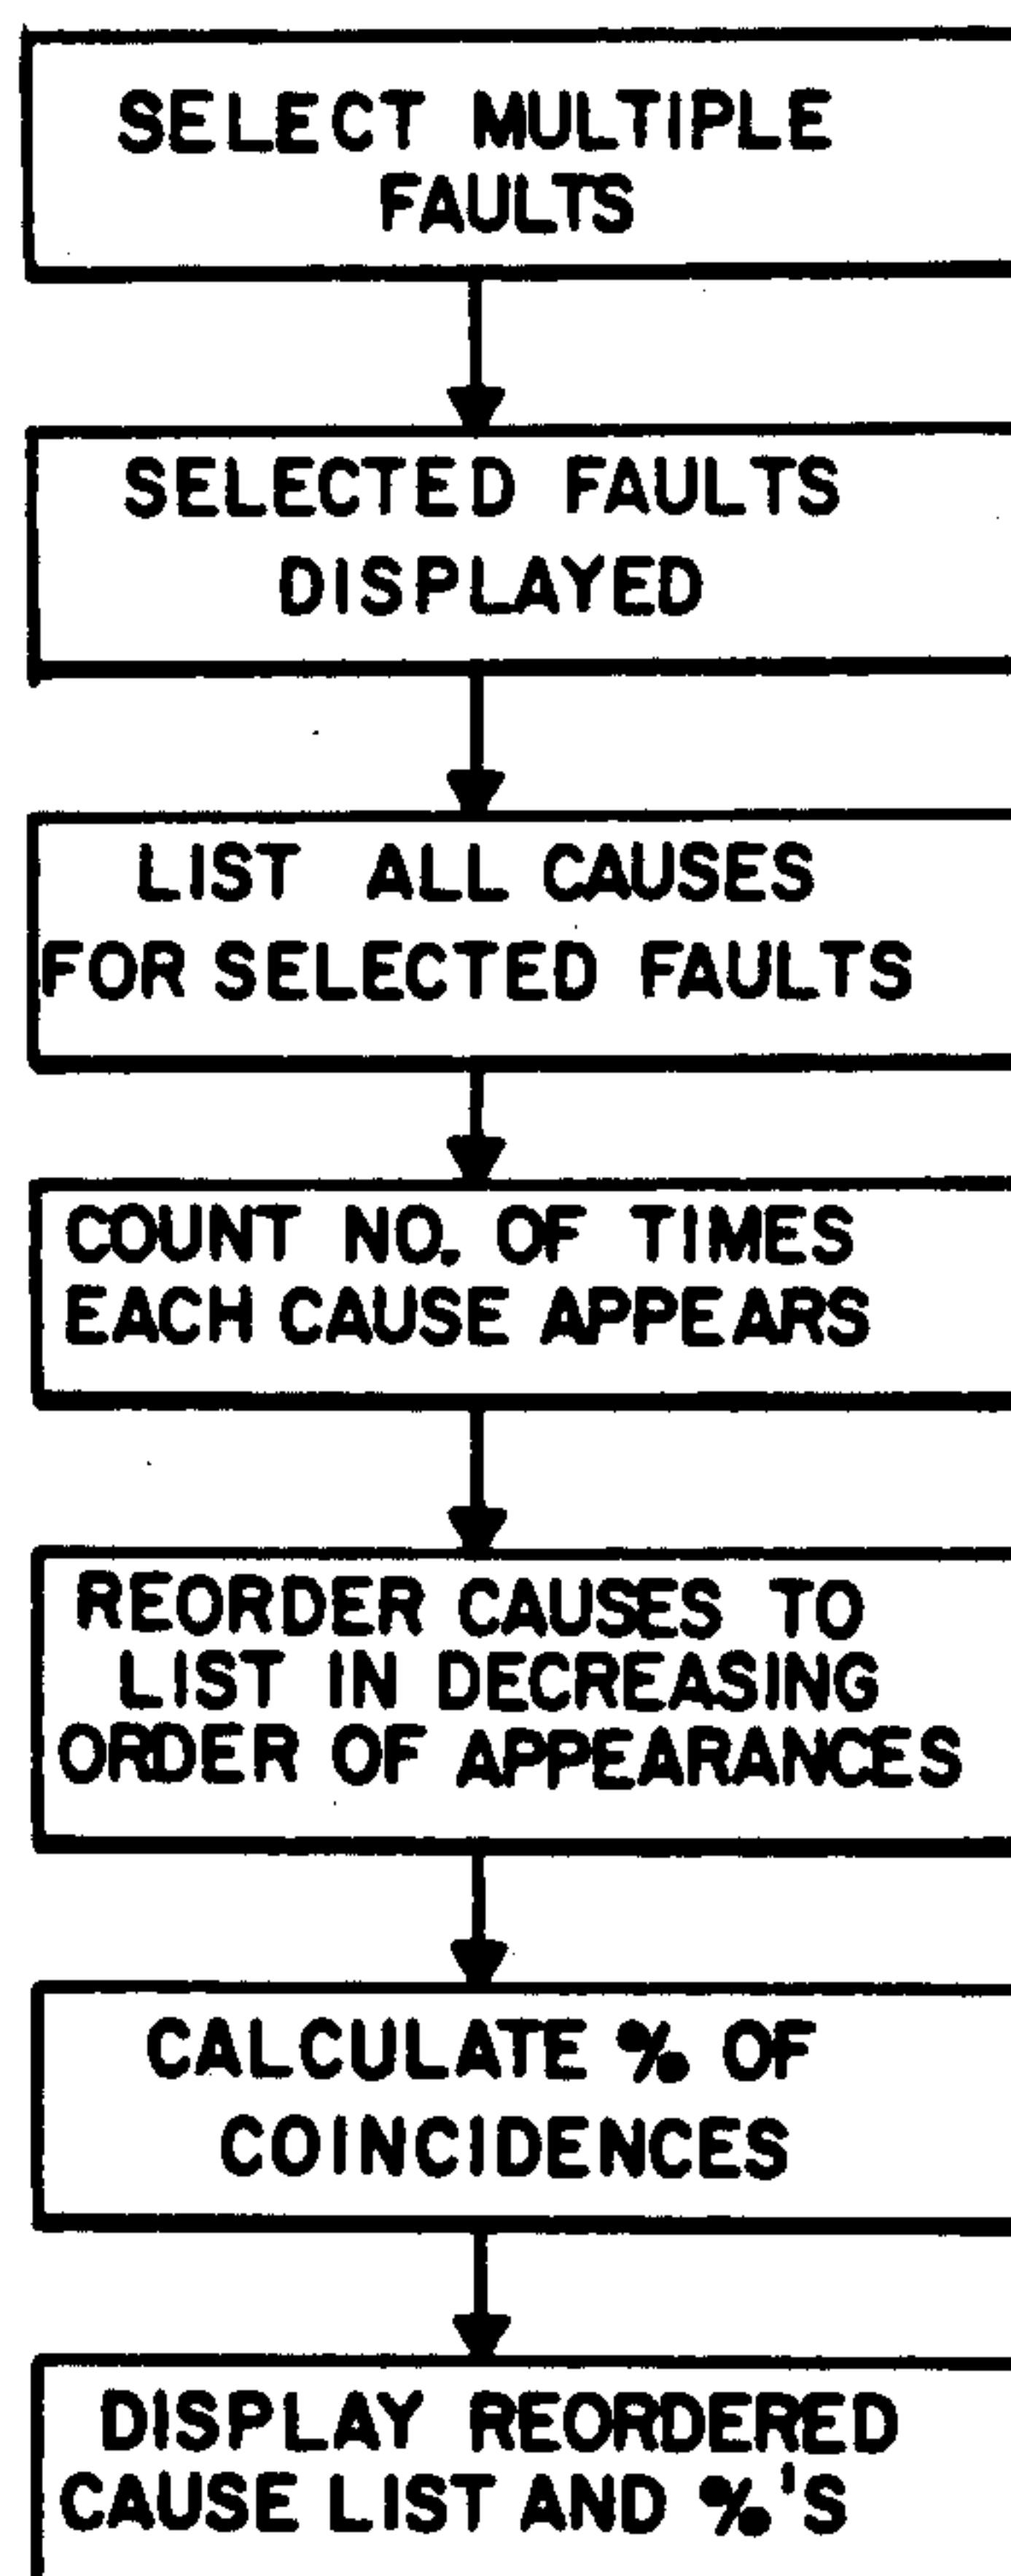 SELECT MULTIPLE
FAULTS
SELECTED FAULTS
DISPLAYED
LIST ALL CAUSES
FOR SELECTED FAULTS
COUNT NO. OF TIMES
EACH CAUSE APPEARS
REORDER CAUSES TO
LIST IN DECREASING
ORDER OF APPEARANCES
CALCULATE % OF
COINCIDENCES
DISPLAY REORDERED
CAUSE LIST AND %'S